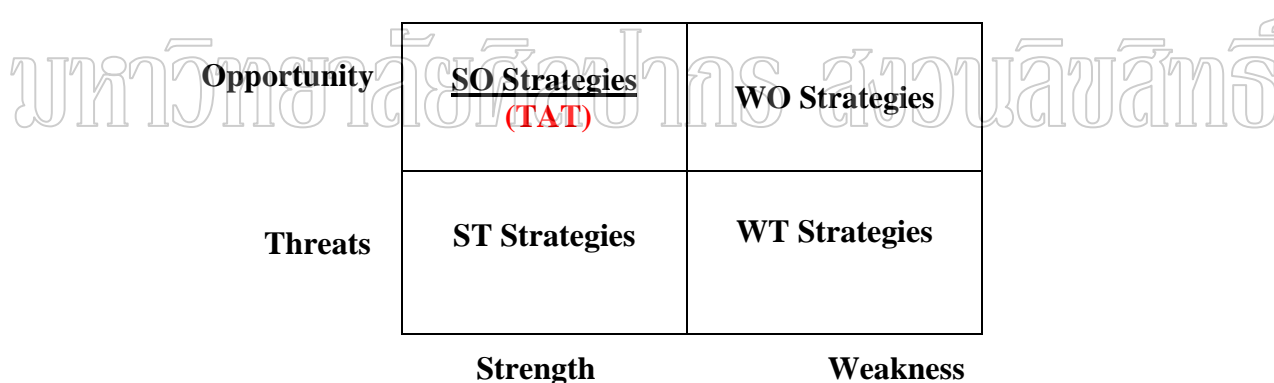 มหาวิทยาลัยศิลปากร สงวนลิขสิทธิ์
Opportunity
SO Strategies
(TAT)
WO Strategies
Threats
ST Strategies
WT Strategies
Strength
Weakness